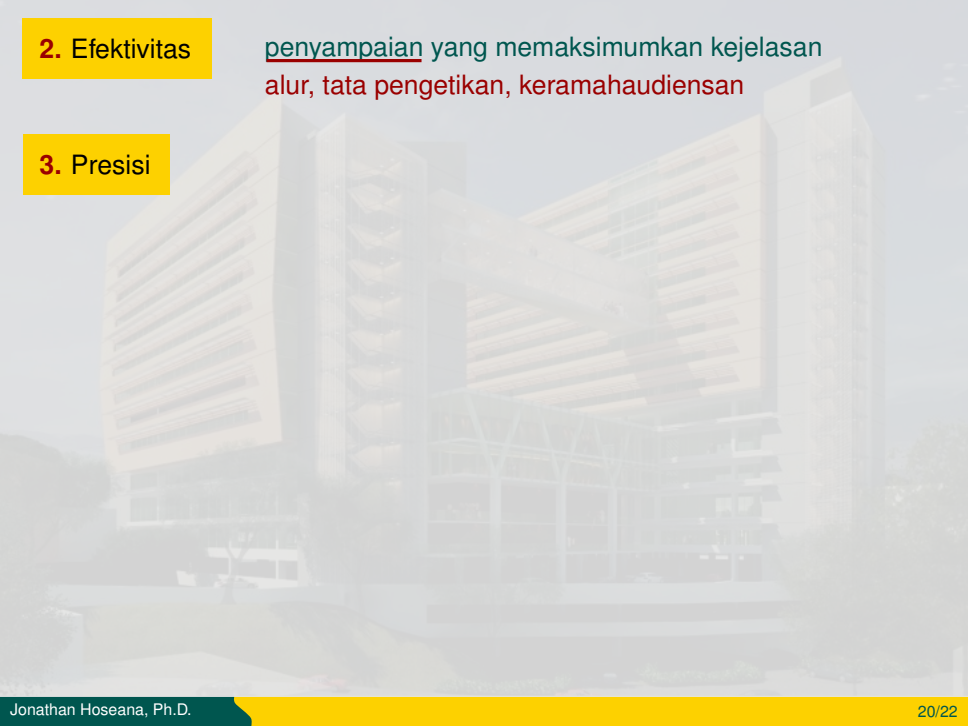 2. Efektivitas
penyampaian yang memaksimumkan kejelasan
alur, tata pengetikan, keramahaudiensan
3. Presisi
Jonathan Hoseana, Ph.D.
20/22